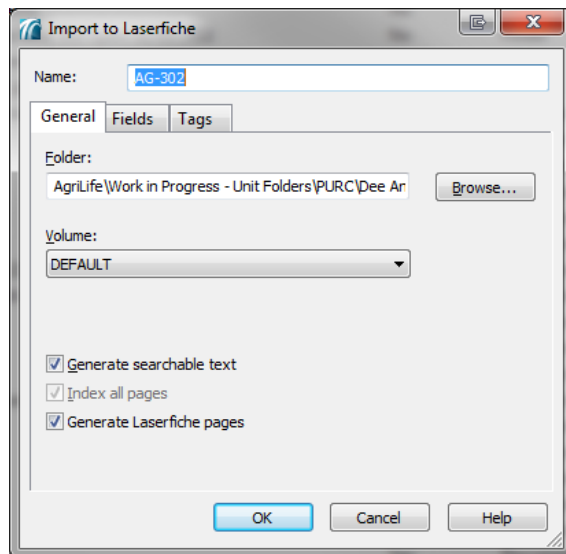 Import to Laserfiche
Name: AG-302
General Fields Tags
Folder:
AgriLife\Work in Progress - Unit Folders\PURC\Dee Ar Browse...
Volume:
DEFAULT
Generate searchable text
Index all pages
Generate Laserfiche pages
OK Cancel Help